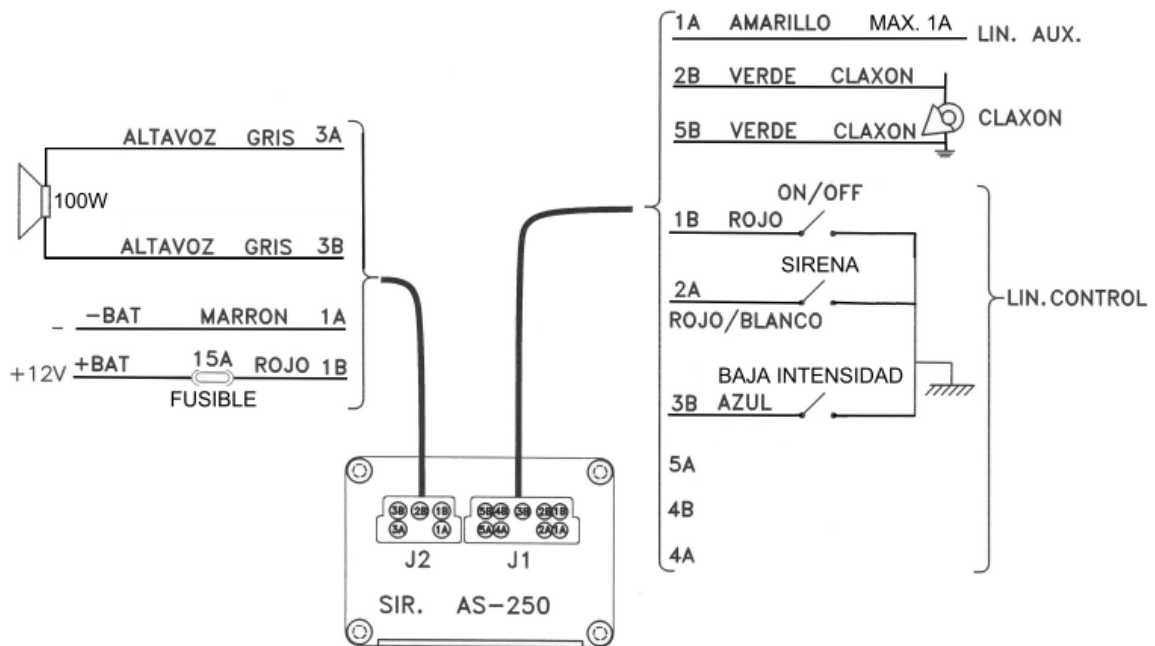 1A AMARILLO MAX. 1A LIN. AUX.
2B VERDE CLAXON
CLAXON
5B VERDE CLAXON
ALTAVOZ GRIS 3A
100W
ALTAVOZ GRIS 3B
- -BAT MARRON 1A
+12V +BAT 15A ROJO 1B
FUSIBLE
ON/OFF
1B ROJO
SIRENA
2A
ROJO/BLANCO
LIN.CONTROL
BAJA INTENSIDAD
3B AZUL
5A
4B
4A
3B 2B 1B
3A 1A
J2
5B 4B 3B 2B 1B
5A 4A 2A 1A
J1
SIR. AS-250